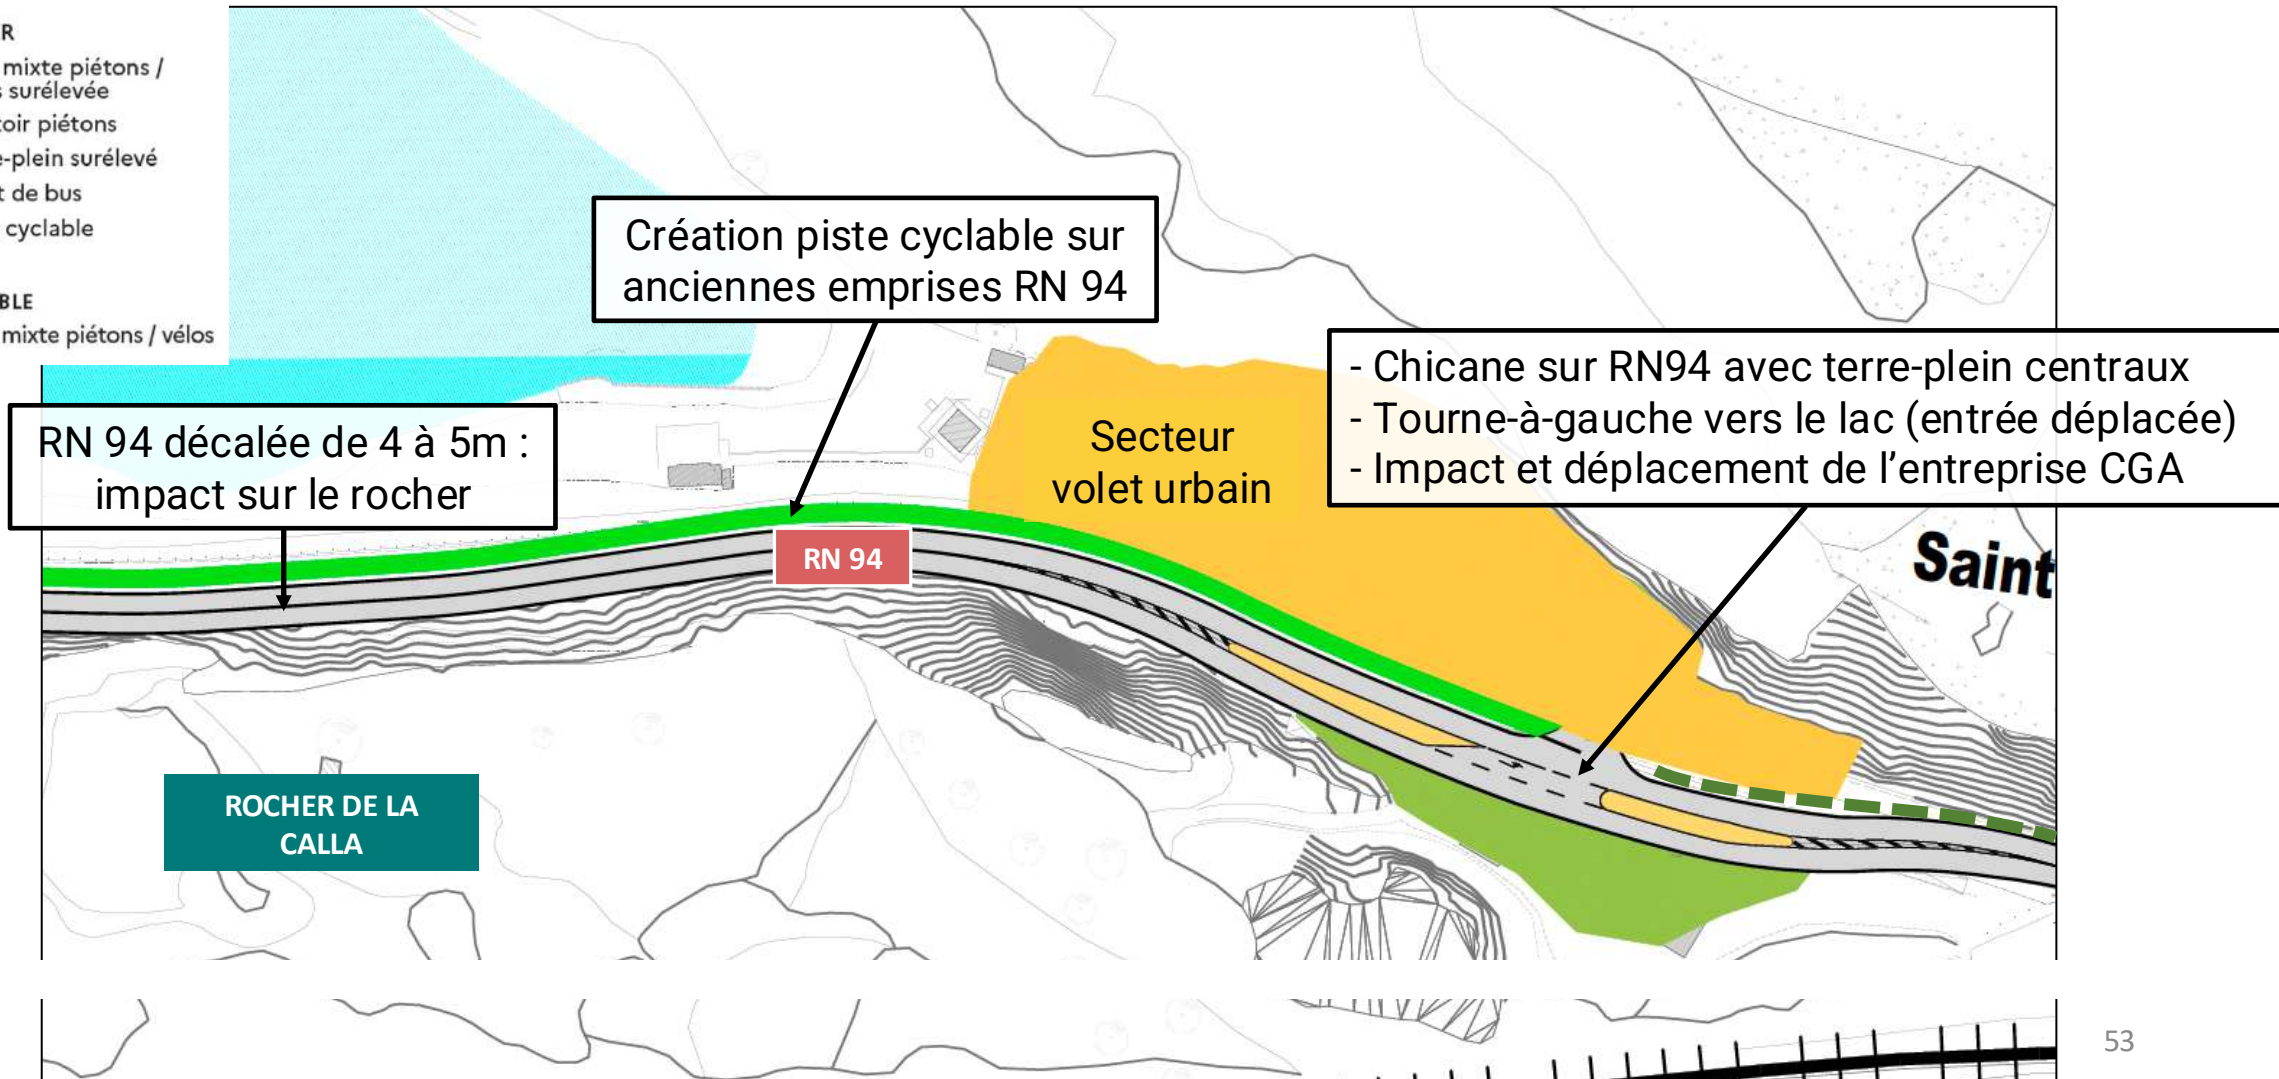 R
mixte piétons /
s surélevée
oir piétons
e-plein surélevé
t de bus
cyclable
BLE
mixte piétons / vélos
Création piste cyclable sur
anciennes emprises RN 94
- Chicane sur RN94 avec terre-plein centraux
- Tourne-à-gauche vers le lac (entrée déplacée)
- Impact et déplacement de l'entreprise CGA
RN 94 décalée de 4 à 5m :
impact sur le rocher
Secteur
volet urbain
RN 94
Saint
ROCHER DE LA
CALLA
53